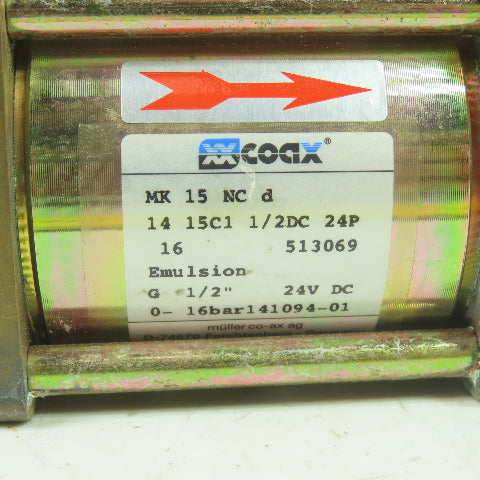 coax®
MK 15 NC d
14 15C1 1/2DC 24P
16 513069
Emulsion
G 1/2" 24V DC
0- 16bar141094-01
müller co-ax ag
D-74670